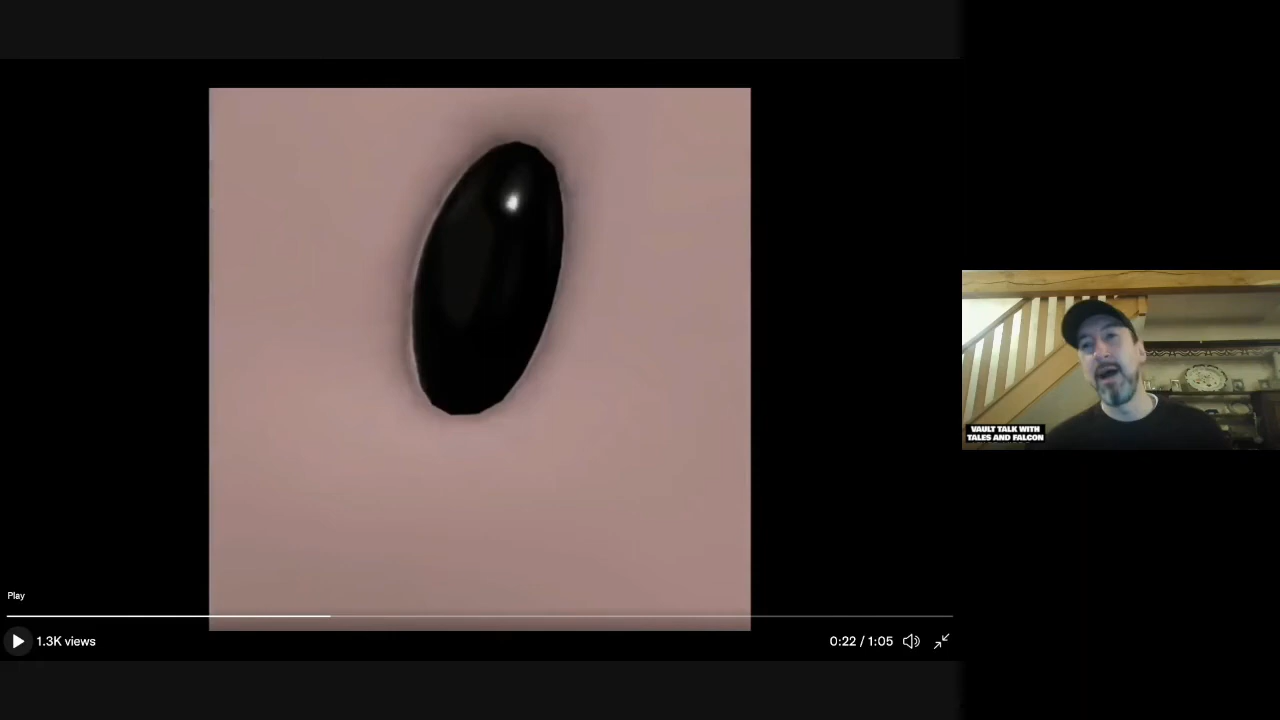 Play
1.3K views
0:22 / 1:05
VAULT TALK WITH
TALES AND FALCON